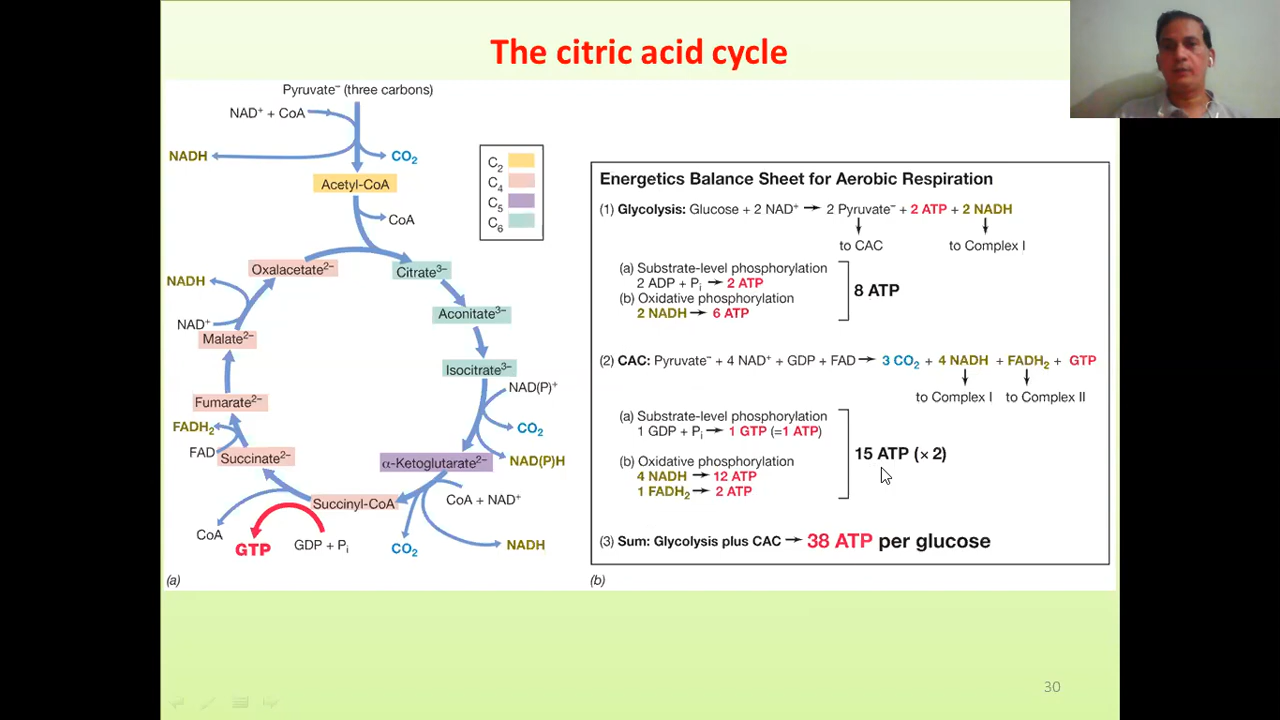 The citric acid cycle
Pyruvate⁻ (three carbons)
NAD⁺ + CoA
NADH
CO₂
Acetyl-CoA
CoA
C₂
C₄
C₅
C₆
Oxalacetate²⁻
Citrate³⁻
NADH
Aconitate³⁻
NAD⁺
Malate²⁻
Isocitrate³⁻
NAD(P)⁺
Fumarate²⁻
FADH₂
CO₂
FAD
Succinate²⁻
α-Ketoglutarate²⁻
NAD(P)H
Succinyl-CoA
CoA + NAD⁺
CoA
GTP
GDP + Pᵢ
CO₂
NADH
(a)
Energetics Balance Sheet for Aerobic Respiration
(1) Glycolysis: Glucose + 2 NAD⁺ → 2 Pyruvate⁻ + 2 ATP + 2 NADH
to CAC
to Complex I
(a) Substrate-level phosphorylation
2 ADP + Pᵢ → 2 ATP
(b) Oxidative phosphorylation
2 NADH → 6 ATP
8 ATP
(2) CAC: Pyruvate⁻ + 4 NAD⁺ + GDP + FAD → 3 CO₂ + 4 NADH + FADH₂ + GTP
to Complex I
to Complex II
(a) Substrate-level phosphorylation
1 GDP + Pᵢ → 1 GTP (=1 ATP)
(b) Oxidative phosphorylation
4 NADH → 12 ATP
1 FADH₂ → 2 ATP
15 ATP (× 2)
(3) Sum: Glycolysis plus CAC → 38 ATP per glucose
(b)
30